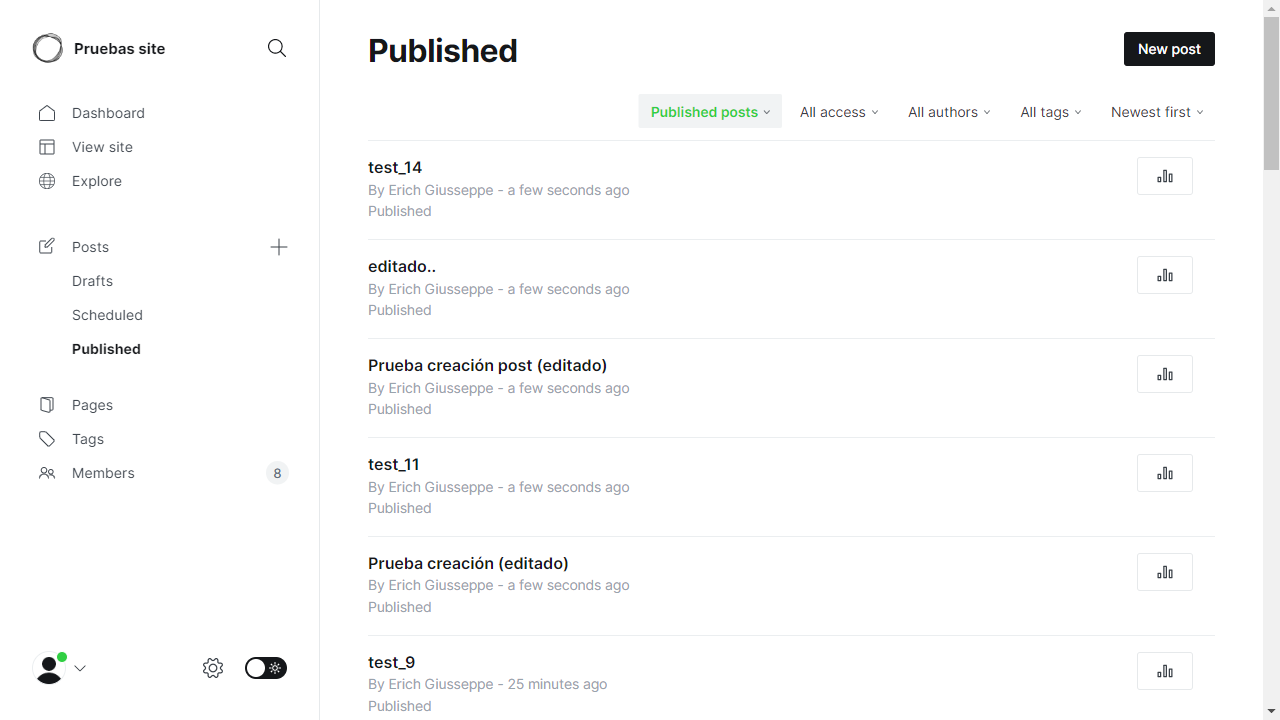 Pruebas site
Dashboard
View site
Explore
Posts
Drafts
Scheduled
Published
Pages
Tags
Members 8
Published
New post
Published posts All access All authors All tags Newest first
test_14
By Erich Giusseppe - a few seconds ago
Published
editado..
By Erich Giusseppe - a few seconds ago
Published
Prueba creación post (editado)
By Erich Giusseppe - a few seconds ago
Published
test_11
By Erich Giusseppe - a few seconds ago
Published
Prueba creación (editado)
By Erich Giusseppe - a few seconds ago
Published
test_9
By Erich Giusseppe - 25 minutes ago
Published